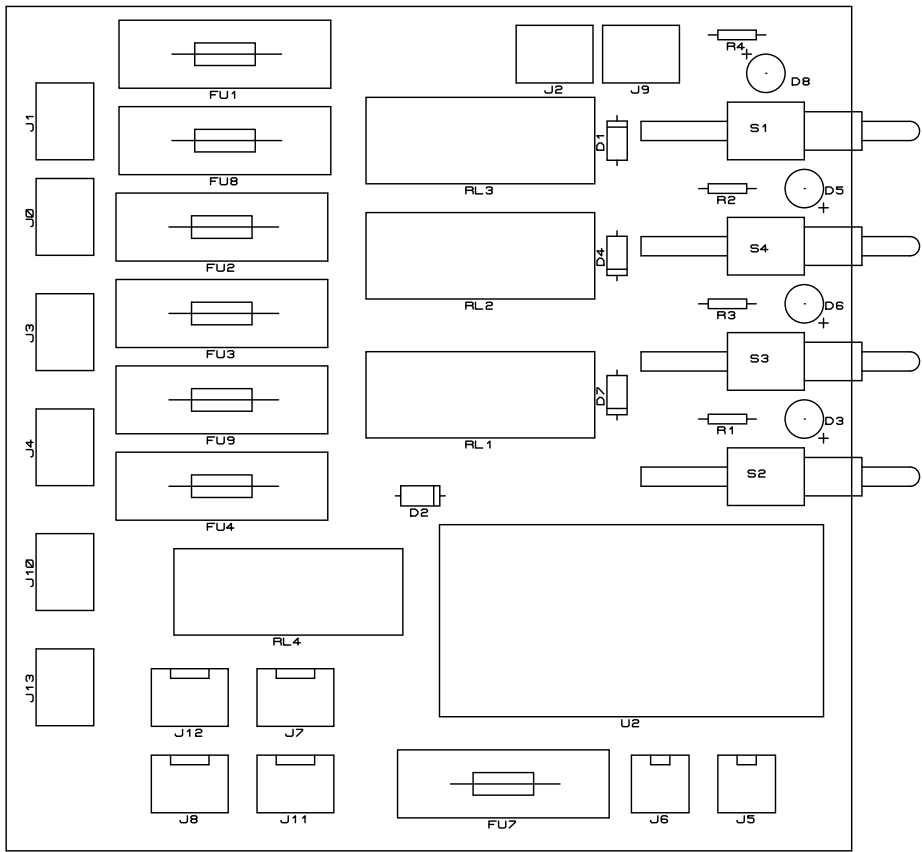 R4
+
FU1
J2
J9
D8
J1
S1
D1
FU8
RL3
R2
D5
+
J0
S4
D4
FU2
RL2
R3
D6
+
J3
FU3
S3
D7
R1
D3
+
J4
FU9
RL1
S2
D2
FU4
J10
RL4
J13
U2
J12
J7
J8
J11
FU7
J6
J5